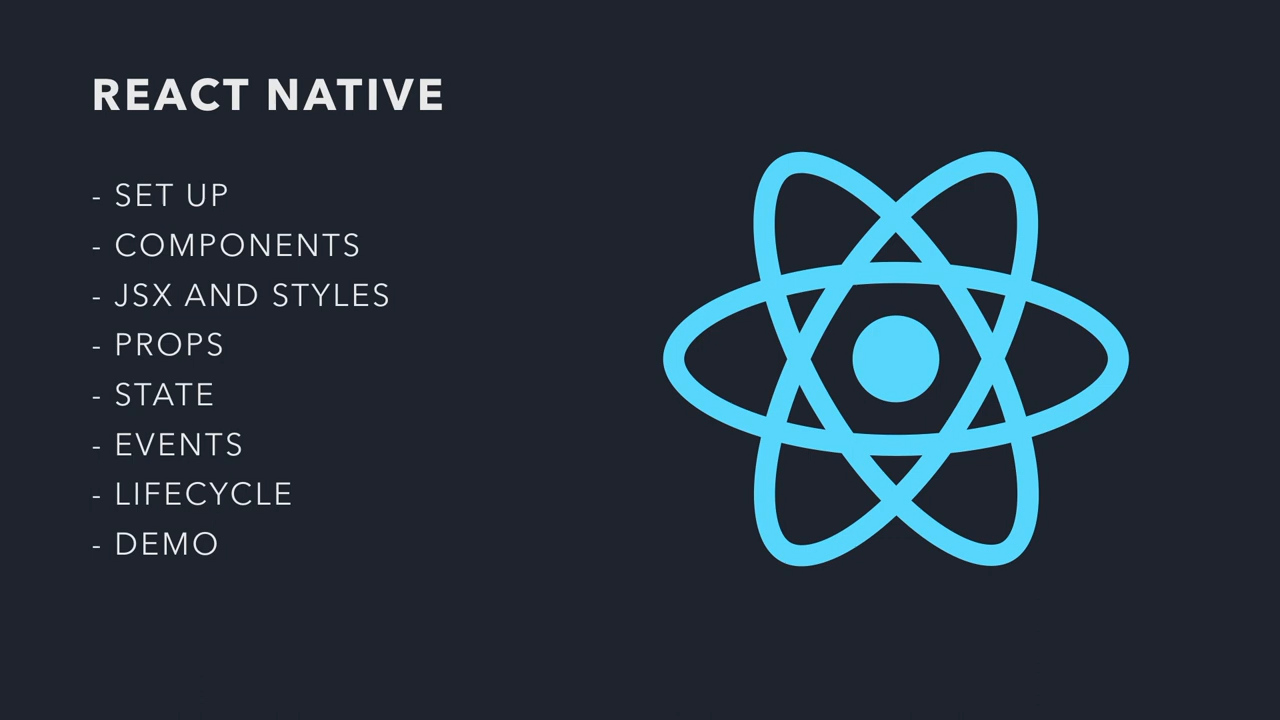 REACT NATIVE
- SET UP
- COMPONENTS
- JSX AND STYLES
- PROPS
- STATE
- EVENTS
- LIFECYCLE
- DEMO